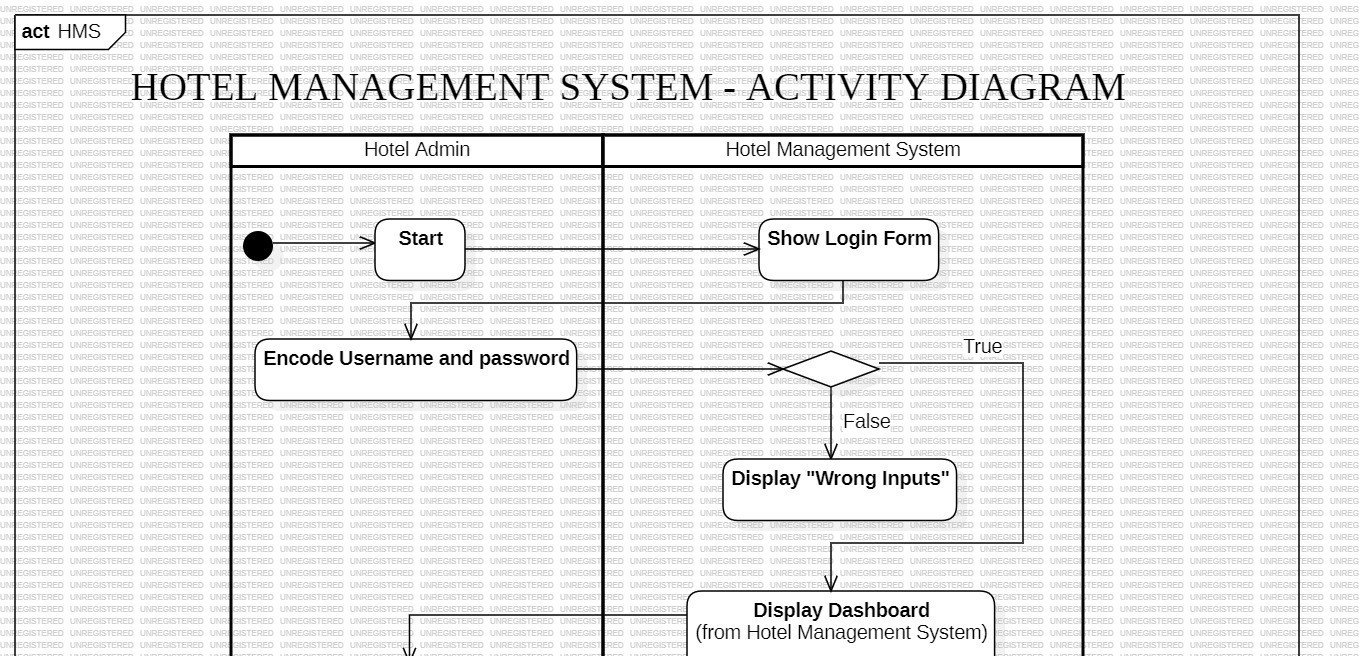 act HMS
HOTEL MANAGEMENT SYSTEM - ACTIVITY DIAGRAM
Hotel Admin
Hotel Management System
Start
Show Login Form
Encode Username and password
True
False
Display "Wrong Inputs"
Display Dashboard
(from Hotel Management System)
UNREGISTERED